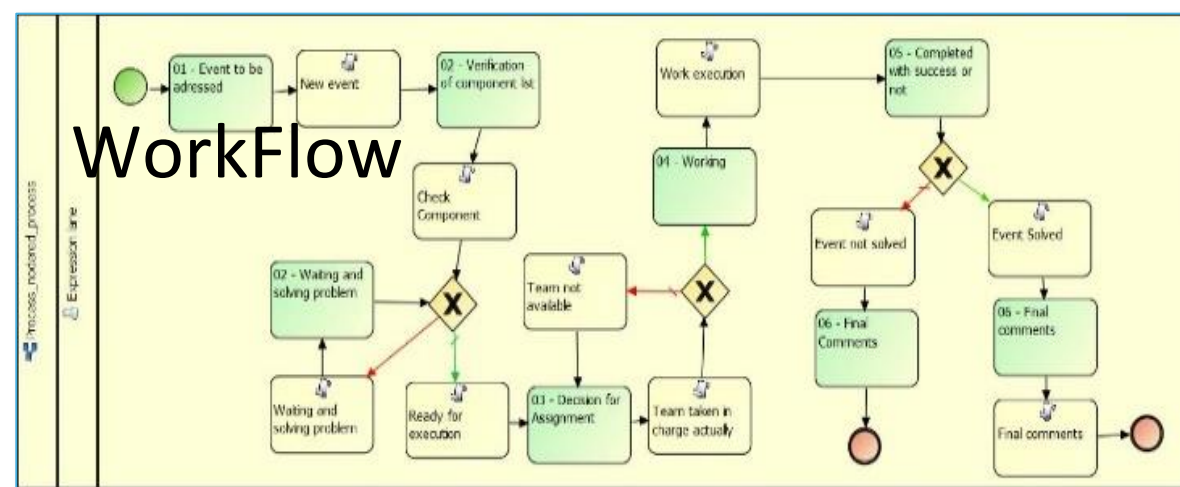 Process_nodered_process
Expression lane
WorkFlow
01 - Event to be
adressed
New event
02 - Verification
of component list
Check
Component
02 - Waiting and
solving problem
X
Waiting and
solving problem
Ready for
execution
03 - Decision for
Assignment
Team not
available
Team taken in
charge actually
X
04 - Working
Work execution
05 - Completed
with success or
not
X
Event not solved
06 - Final
Comments
Event Solved
06 - Final
comments
Final comments